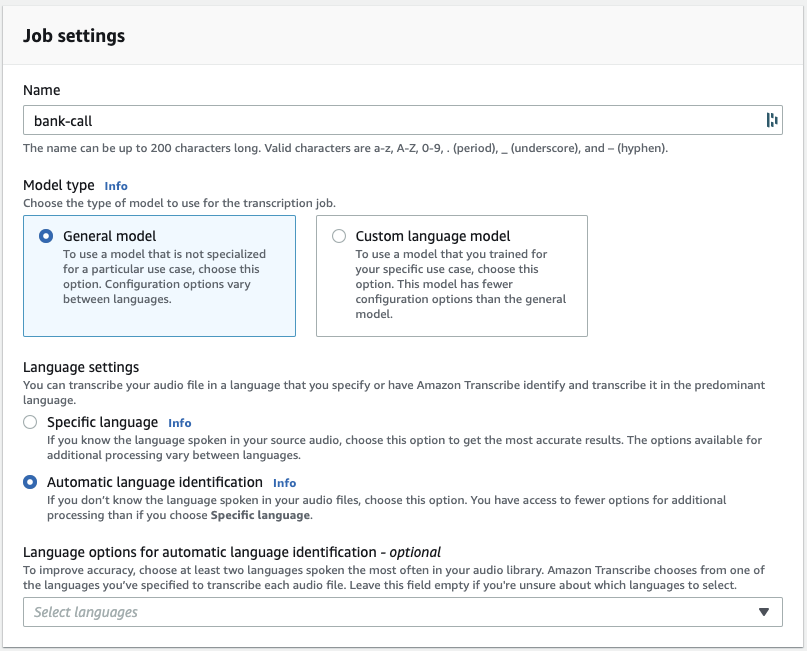 Job settings
Name
bank-call
The name can be up to 200 characters long. Valid characters are a-z, A-Z, 0-9, . (period), _ (underscore), and – (hyphen).
Model type Info
Choose the type of model to use for the transcription job.
General model
To use a model that is not specialized
for a particular use case, choose this
option. Configuration options vary
between languages.
Custom language model
To use a model that you trained for
your specific use case, choose this
option. This model has fewer
configuration options than the general
model.
Language settings
You can transcribe your audio file in a language that you specify or have Amazon Transcribe identify and transcribe it in the predominant
language.
Specific language Info
If you know the language spoken in your source audio, choose this option to get the most accurate results. The options available for
additional processing vary between languages.
Automatic language identification Info
If you don’t know the language spoken in your audio files, choose this option. You have access to fewer options for additional
processing than if you choose Specific language.
Language options for automatic language identification - optional
To improve accuracy, choose at least two languages spoken the most often in your audio library. Amazon Transcribe chooses from one of
the languages you’ve specified to transcribe each audio file. Leave this field empty if you're unsure about which languages to select.
Select languages